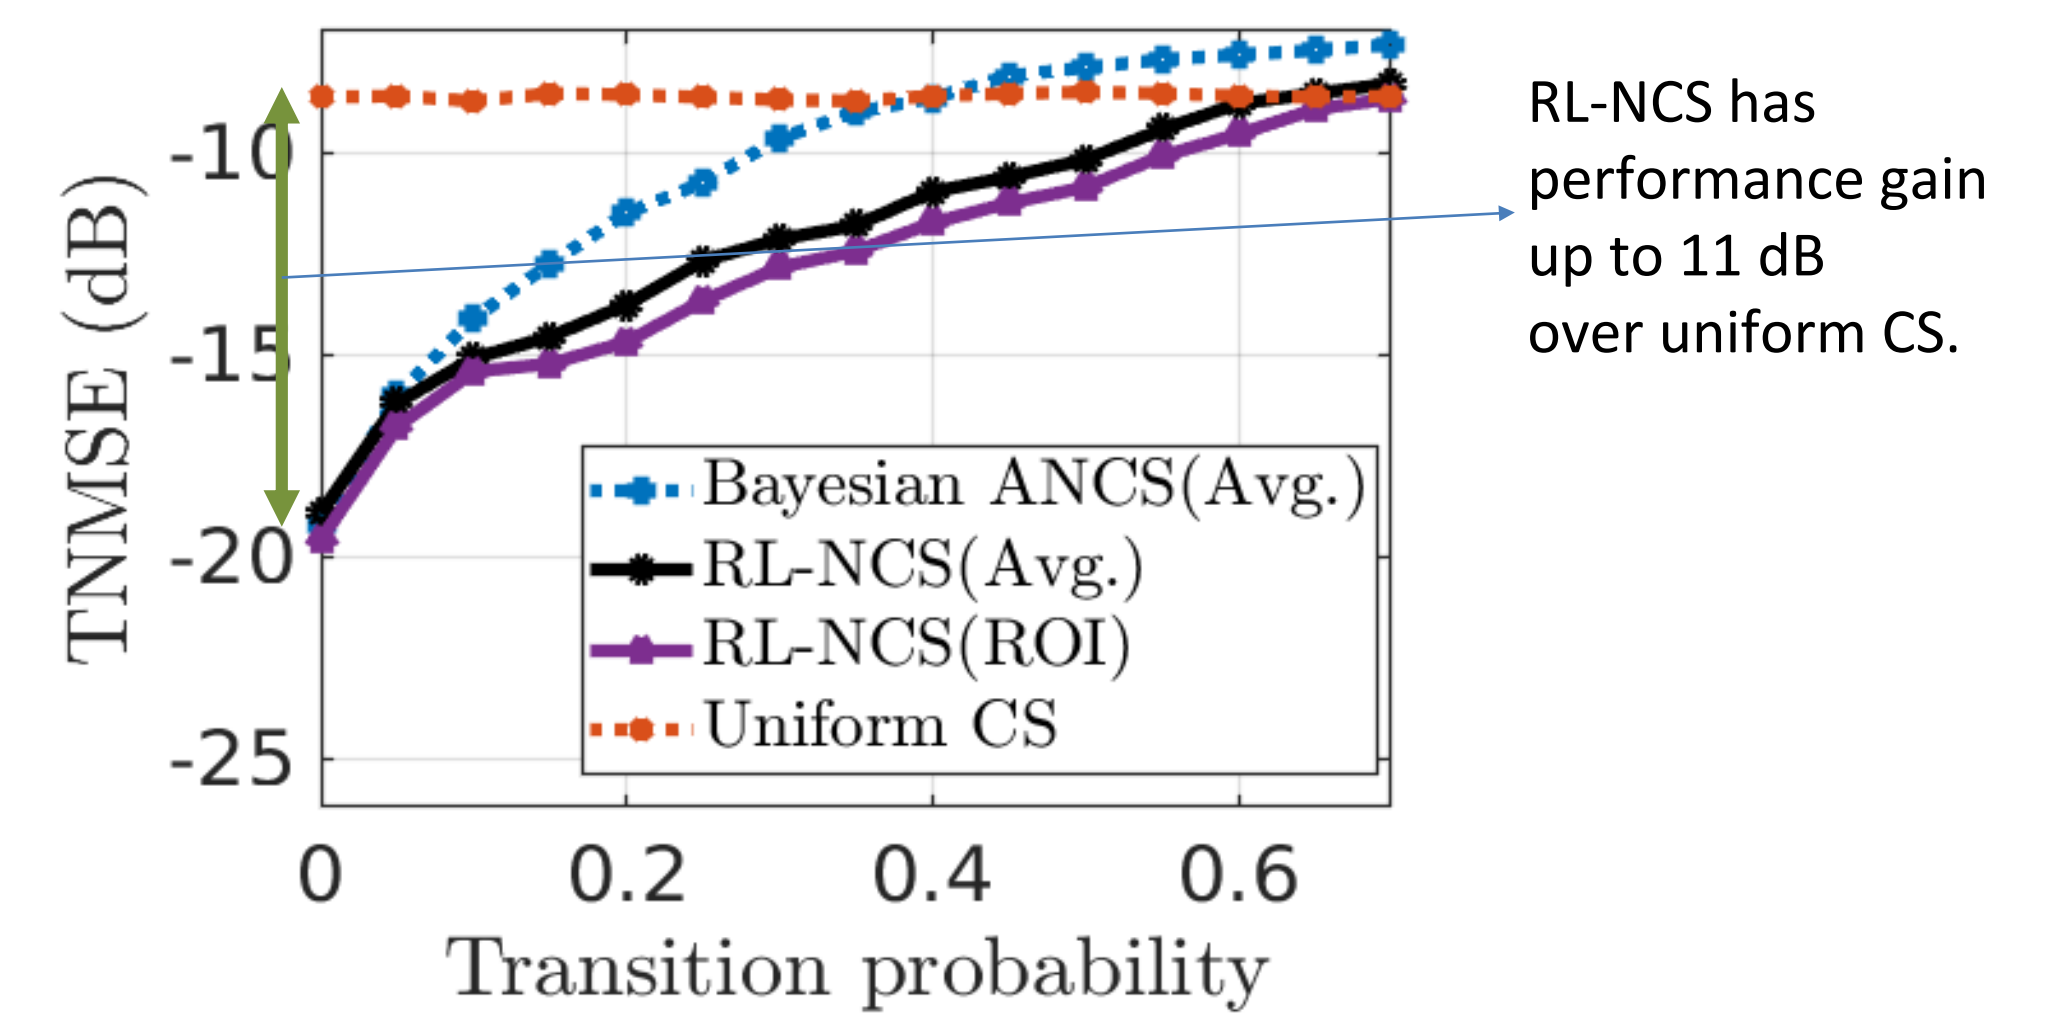 -10
-15
-20
-25
TNMSE (dB)
0
0.2
0.4
0.6
Transition probability
Bayesian ANCS(Avg.)
RL-NCS(Avg.)
RL-NCS(ROI)
Uniform CS
RL-NCS has
performance gain
up to 11 dB
over uniform CS.